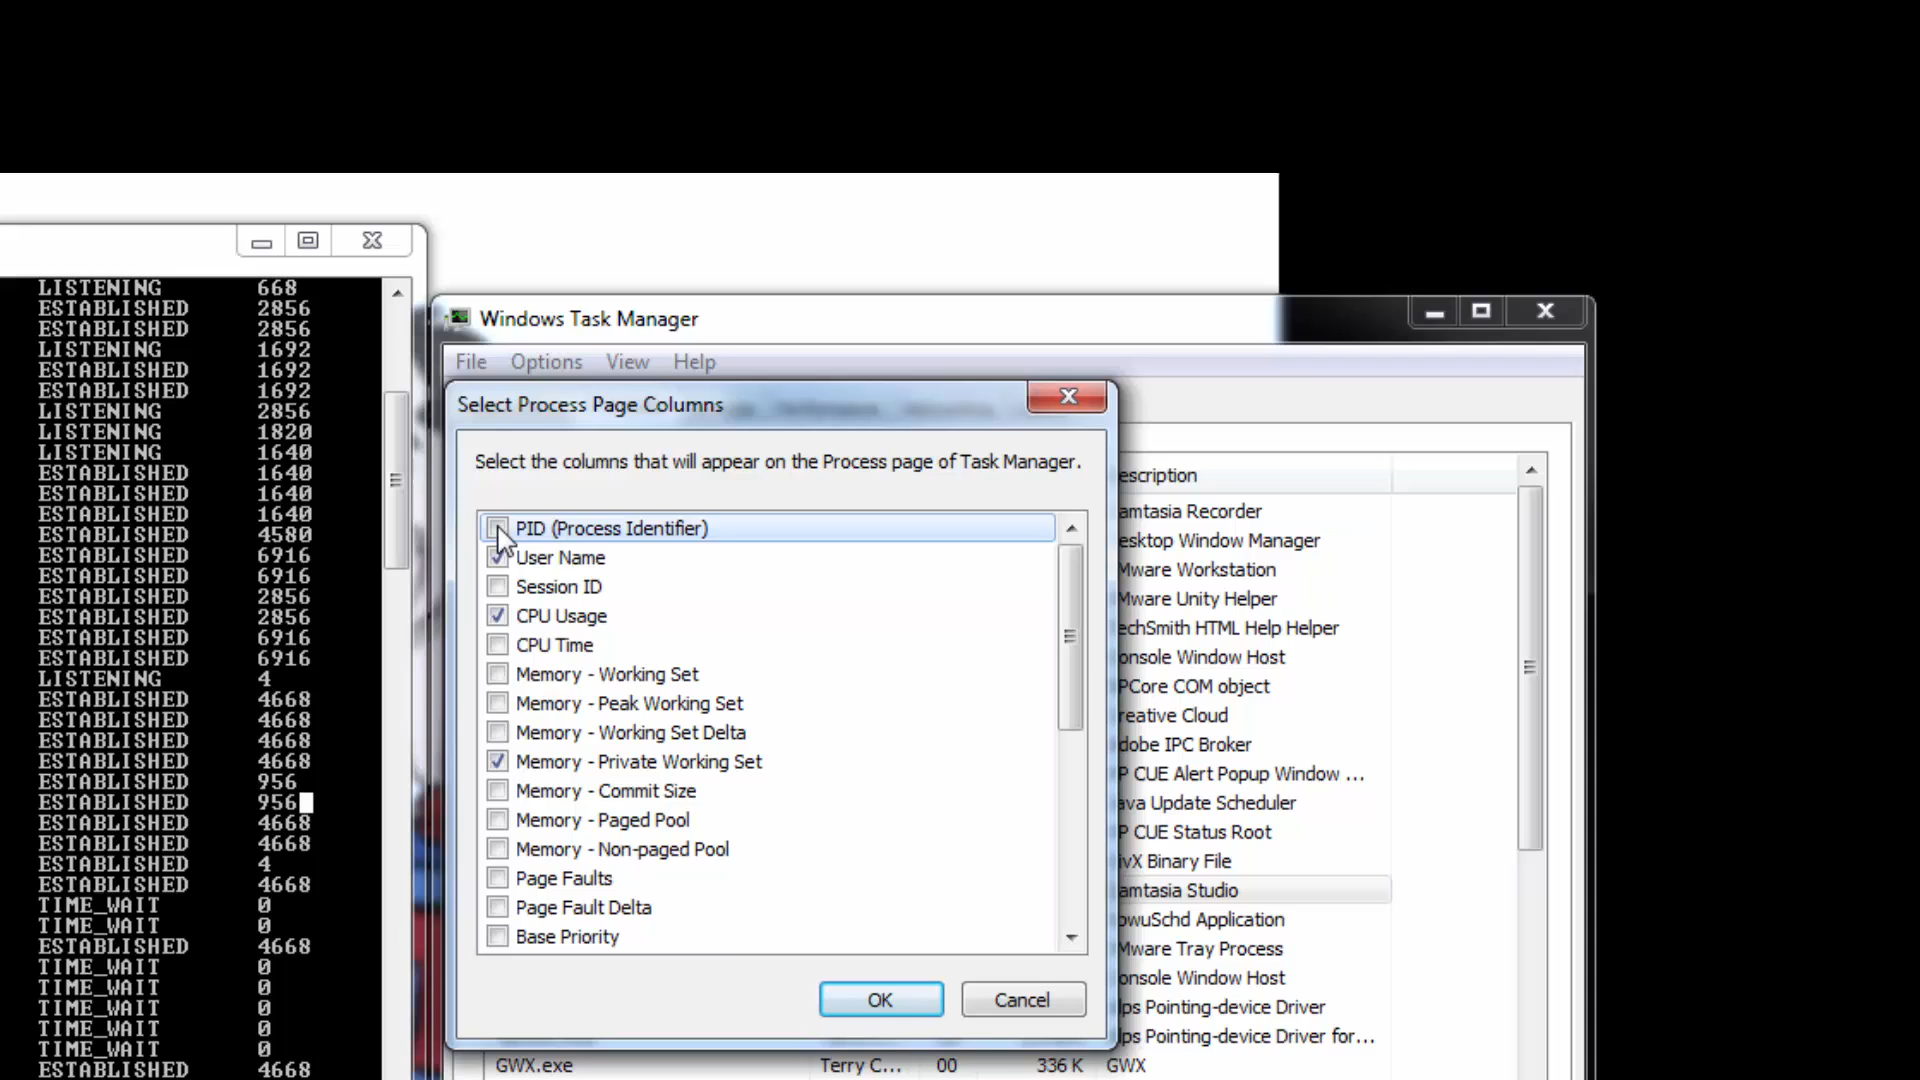 LISTENING 668
ESTABLISHED 2856
ESTABLISHED 2856
LISTENING 1692
ESTABLISHED 1692
ESTABLISHED 1692
LISTENING 2856
LISTENING 1820
LISTENING 1640
ESTABLISHED 1640
ESTABLISHED 1640
ESTABLISHED 1640
ESTABLISHED 4580
ESTABLISHED 6916
ESTABLISHED 6916
ESTABLISHED 2856
ESTABLISHED 2856
ESTABLISHED 6916
ESTABLISHED 6916
LISTENING 4
ESTABLISHED 4668
ESTABLISHED 4668
ESTABLISHED 4668
ESTABLISHED 4668
ESTABLISHED 956
ESTABLISHED 956
ESTABLISHED 4668
ESTABLISHED 4668
ESTABLISHED 4
ESTABLISHED 4668
TIME_WAIT 0
TIME_WAIT 0
ESTABLISHED 4668
TIME_WAIT 0
TIME_WAIT 0
TIME_WAIT 0
TIME_WAIT 0
TIME_WAIT 0
ESTABLISHED 4668
Windows Task Manager
File Options View Help
Select Process Page Columns
Select the columns that will appear on the Process page of Task Manager.
PID (Process Identifier)
User Name
Session ID
CPU Usage
CPU Time
Memory - Working Set
Memory - Peak Working Set
Memory - Working Set Delta
Memory - Private Working Set
Memory - Commit Size
Memory - Paged Pool
Memory - Non-paged Pool
Page Faults
Page Fault Delta
Base Priority
OK Cancel
escription
amtasia Recorder
esktop Window Manager
Mware Workstation
Mware Unity Helper
echSmith HTML Help Helper
onsole Window Host
PCore COM object
reative Cloud
dobe IPC Broker
P CUE Alert Popup Window ...
ava Update Scheduler
P CUE Status Root
ivX Binary File
amtasia Studio
owuSchd Application
Mware Tray Process
onsole Window Host
lps Pointing-device Driver
lps Pointing-device Driver for...
GWX.exe Terry C... 00 336 K GWX